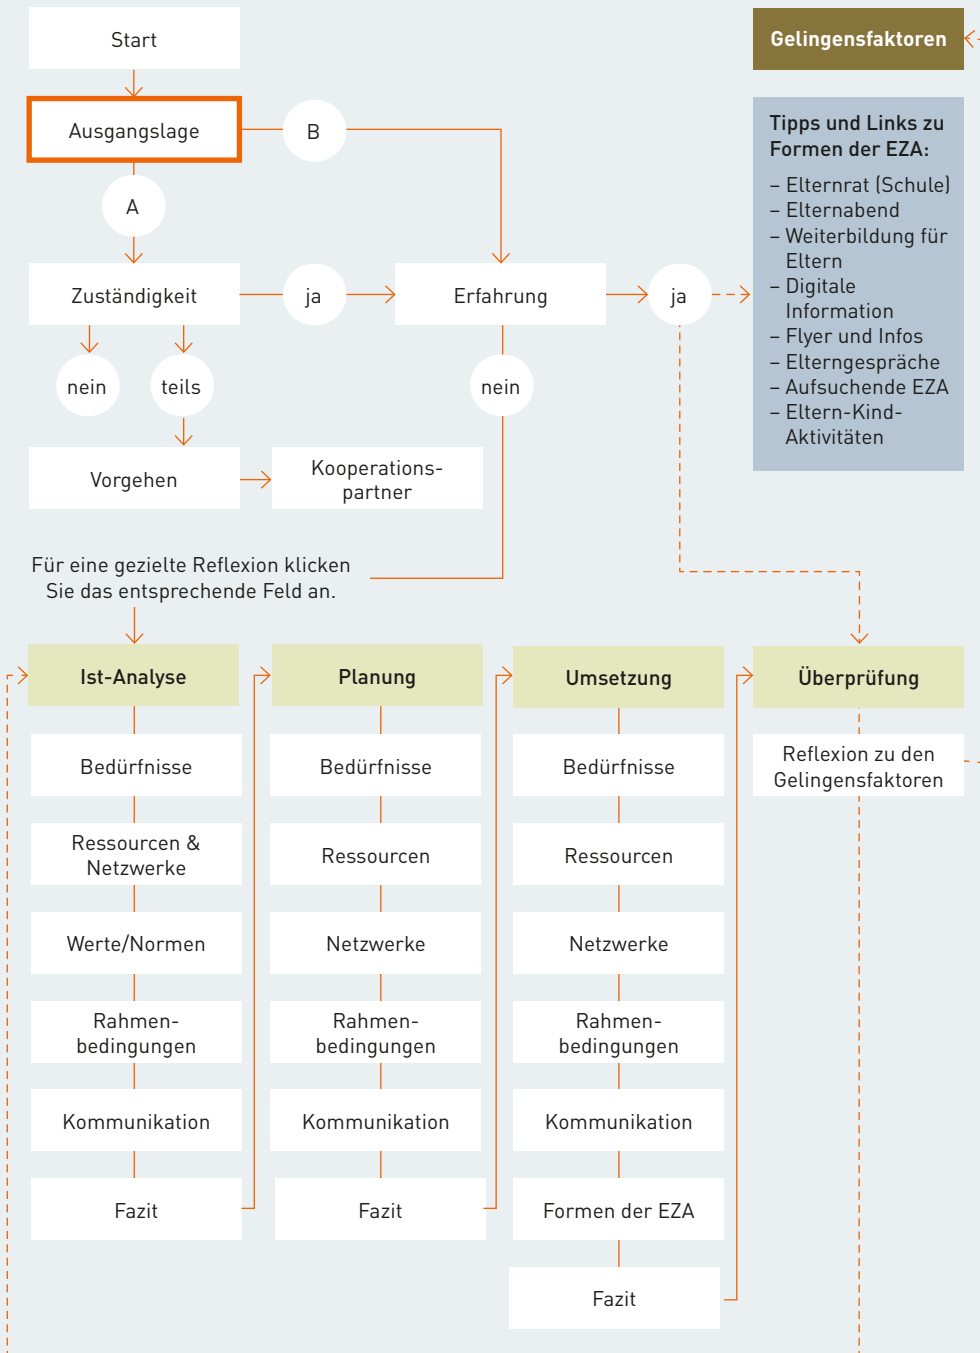 Start
Gelingensfaktoren
Ausgangslage
B
A
Tipps und Links zu
Formen der EZA:
– Elternrat (Schule)
– Elternabend
– Weiterbildung für
Eltern
– Digitale
Information
– Flyer und Infos
– Elterngespräche
– Aufsuchende EZA
– Eltern-Kind-
Aktivitäten
Zuständigkeit
ja
Erfahrung
ja
nein
teils
nein
Vorgehen
Kooperations-
partner
Für eine gezielte Reflexion klicken
Sie das entsprechende Feld an.
Ist-Analyse
Bedürfnisse
Ressourcen &
Netzwerke
Werte/Normen
Rahmen-
bedingungen
Kommunikation
Fazit
Planung
Bedürfnisse
Ressourcen
Netzwerke
Rahmen-
bedingungen
Kommunikation
Fazit
Umsetzung
Bedürfnisse
Ressourcen
Netzwerke
Rahmen-
bedingungen
Kommunikation
Formen der EZA
Fazit
Überprüfung
Reflexion zu den
Gelingensfaktoren